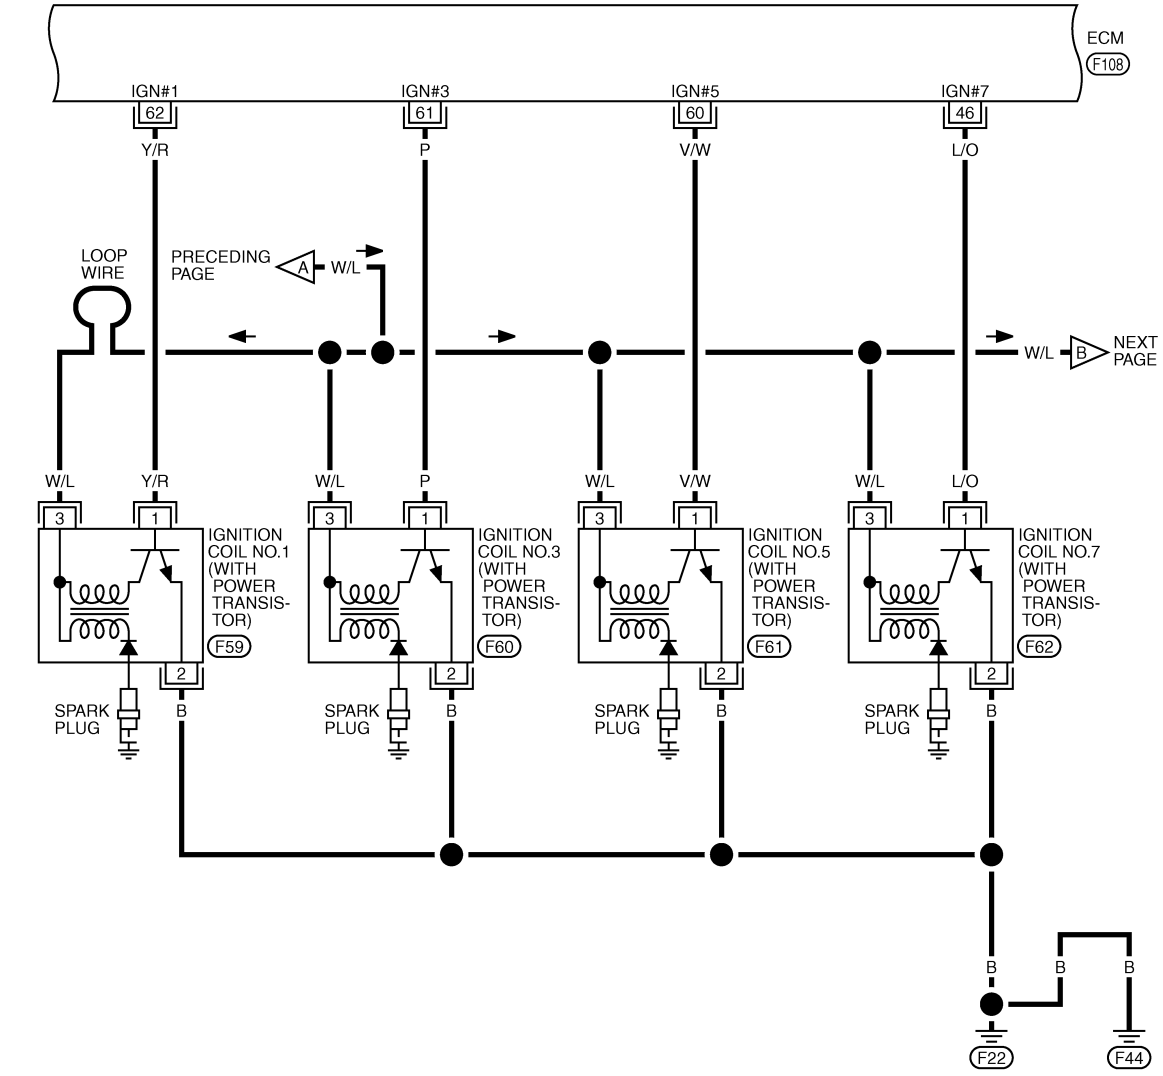 ECM
F108
IGN#1 IGN#3 IGN#5 IGN#7
62 61 60 46
Y/R P V/W L/O
LOOP
WIRE
PRECEDING
PAGE
A W/L
W/L B
NEXT
PAGE
W/L Y/R W/L P W/L V/W W/L L/O
3 1 3 1 3 1 3 1
IGNITION
COIL NO.1
(WITH
POWER
TRANSIS-
TOR)
F59
IGNITION
COIL NO.3
(WITH
POWER
TRANSIS-
TOR)
F60
IGNITION
COIL NO.5
(WITH
POWER
TRANSIS-
TOR)
F61
IGNITION
COIL NO.7
(WITH
POWER
TRANSIS-
TOR)
F62
2 2 2 2
SPARK
PLUG
B
SPARK
PLUG
B
SPARK
PLUG
B
SPARK
PLUG
B
B B B
F22 F44